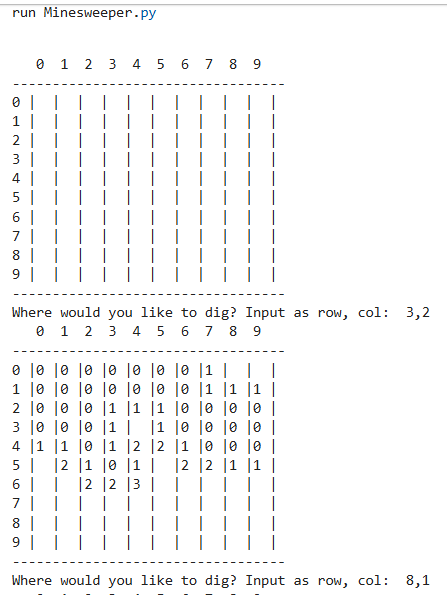 run Minesweeper.py
0 1 2 3 4 5 6 7 8 9
----------------------------------
0 | | | | | | | | | | |
1 | | | | | | | | | | |
2 | | | | | | | | | | |
3 | | | | | | | | | | |
4 | | | | | | | | | | |
5 | | | | | | | | | | |
6 | | | | | | | | | | |
7 | | | | | | | | | | |
8 | | | | | | | | | | |
9 | | | | | | | | | | |
----------------------------------
Where would you like to dig? Input as row, col: 3,2
0 1 2 3 4 5 6 7 8 9
----------------------------------
0 |0 |0 |0 |0 |0 |0 |0 |1 | | |
1 |0 |0 |0 |0 |0 |0 |0 |1 |1 |1 |
2 |0 |0 |0 |1 |1 |1 |0 |0 |0 |0 |
3 |0 |0 |0 |1 | |1 |0 |0 |0 |0 |
4 |1 |1 |0 |1 |2 |2 |1 |0 |0 |0 |
5 | |2 |1 |0 |1 | |2 |2 |1 |1 |
6 | | |2 |2 |3 | | | | | |
7 | | | | | | | | | | |
8 | | | | | | | | | | |
9 | | | | | | | | | | |
----------------------------------
Where would you like to dig? Input as row, col: 8,1